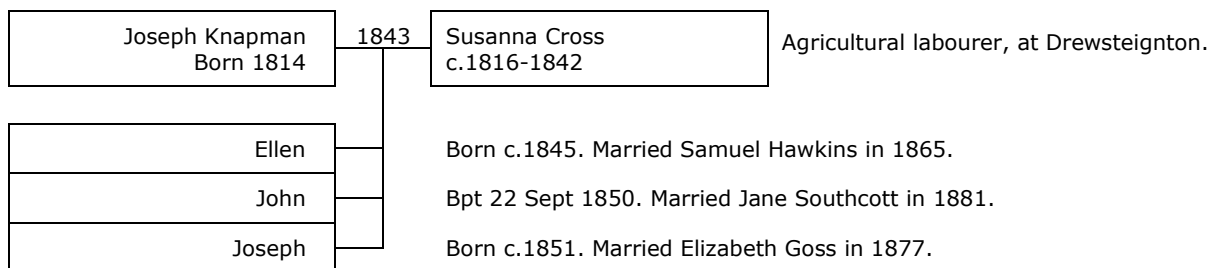 Joseph Knapman
Born 1814
1843
Susanna Cross
c.1816-1842
Agricultural labourer, at Drewsteignton.
Ellen
Born c.1845. Married Samuel Hawkins in 1865.
John
Bpt 22 Sept 1850. Married Jane Southcott in 1881.
Joseph
Born c.1851. Married Elizabeth Goss in 1877.